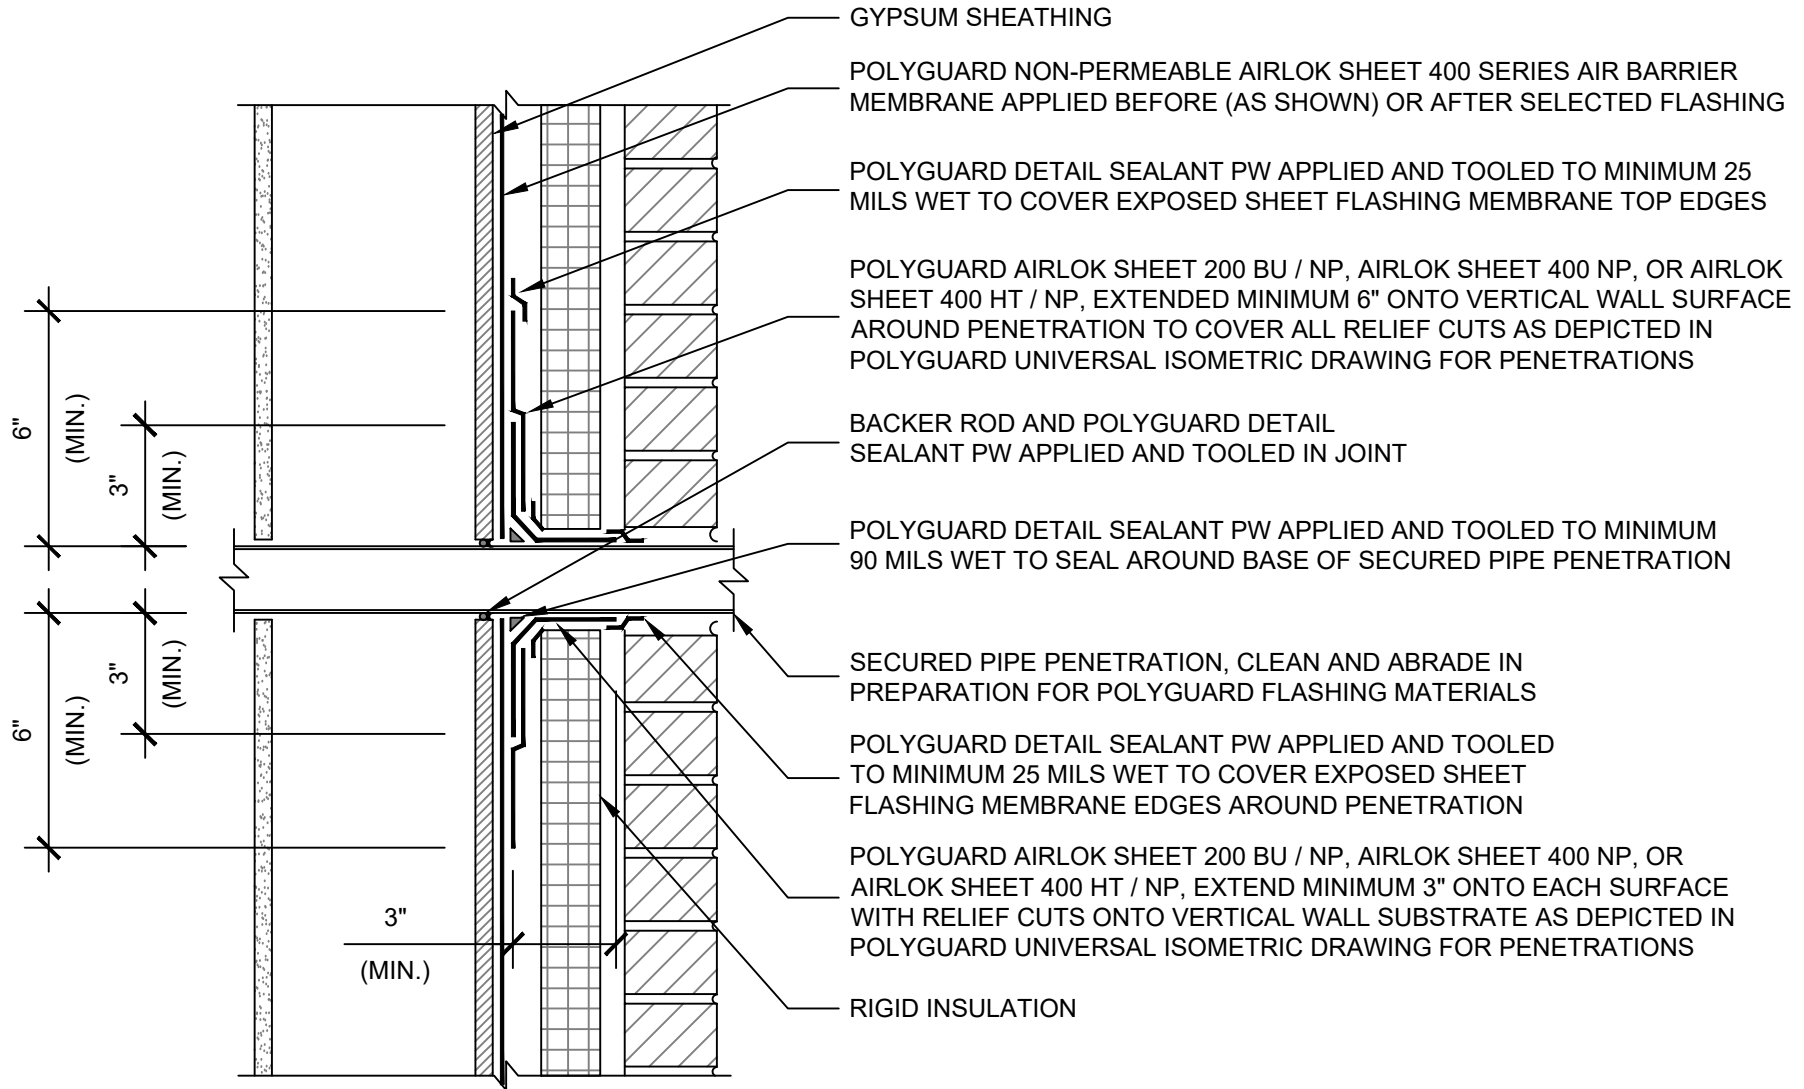 GYPSUM SHEATHING
POLYGUARD NON-PERMEABLE AIRLOK SHEET 400 SERIES AIR BARRIER
MEMBRANE APPLIED BEFORE (AS SHOWN) OR AFTER SELECTED FLASHING
POLYGUARD DETAIL SEALANT PW APPLIED AND TOOLED TO MINIMUM 25
MILS WET TO COVER EXPOSED SHEET FLASHING MEMBRANE TOP EDGES
POLYGUARD AIRLOK SHEET 200 BU / NP, AIRLOK SHEET 400 NP, OR AIRLOK
SHEET 400 HT / NP, EXTENDED MINIMUM 6" ONTO VERTICAL WALL SURFACE
AROUND PENETRATION TO COVER ALL RELIEF CUTS AS DEPICTED IN
POLYGUARD UNIVERSAL ISOMETRIC DRAWING FOR PENETRATIONS
BACKER ROD AND POLYGUARD DETAIL
SEALANT PW APPLIED AND TOOLED IN JOINT
POLYGUARD DETAIL SEALANT PW APPLIED AND TOOLED TO MINIMUM
90 MILS WET TO SEAL AROUND BASE OF SECURED PIPE PENETRATION
SECURED PIPE PENETRATION, CLEAN AND ABRADE IN
PREPARATION FOR POLYGUARD FLASHING MATERIALS
POLYGUARD DETAIL SEALANT PW APPLIED AND TOOLED
TO MINIMUM 25 MILS WET TO COVER EXPOSED SHEET
FLASHING MEMBRANE EDGES AROUND PENETRATION
POLYGUARD AIRLOK SHEET 200 BU / NP, AIRLOK SHEET 400 NP, OR
AIRLOK SHEET 400 HT / NP, EXTEND MINIMUM 3" ONTO EACH SURFACE
WITH RELIEF CUTS ONTO VERTICAL WALL SUBSTRATE AS DEPICTED IN
POLYGUARD UNIVERSAL ISOMETRIC DRAWING FOR PENETRATIONS
RIGID INSULATION
6"
(MIN.)
3"
(MIN.)
6"
(MIN.)
3"
(MIN.)
3"
(MIN.)